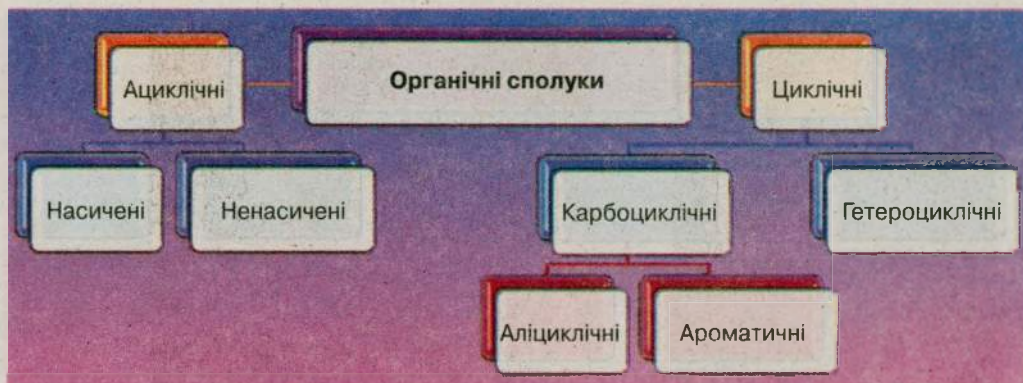 Органічні сполуки
Ациклічні
Циклічні
Насичені
Ненасичені
Карбоциклічні
Гетероциклічні
Аліциклічні
Ароматичні